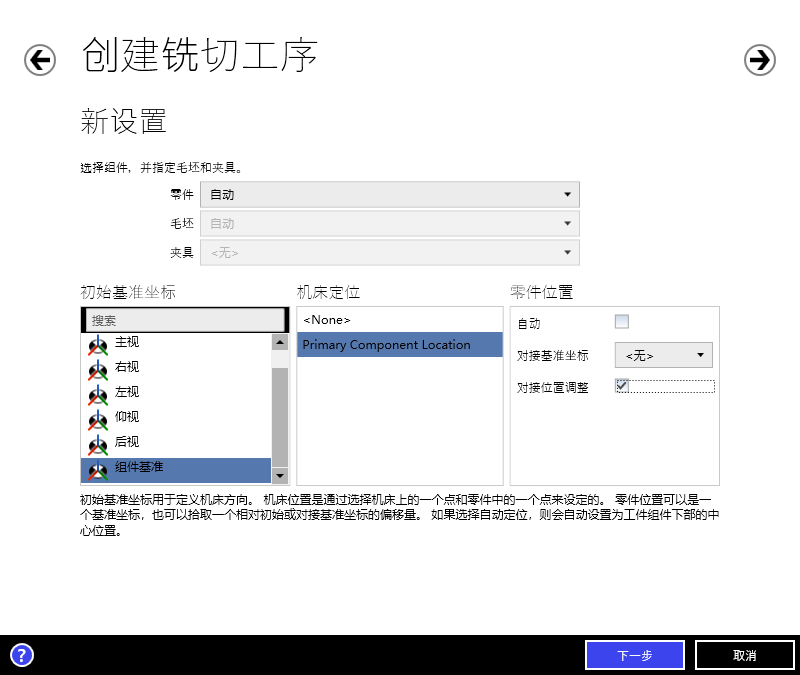 创建铣切工序
新设置
选择组件，并指定毛坯和夹具。
零件 自动
毛坯 自动
夹具 <无>
初始基准坐标 机床定位 零件位置
搜索
主视
右视
左视
仰视
后视
组件基准
<None>
Primary Component Location
自动
对接基准坐标 <无>
对接位置调整
初始基准坐标用于定义机床方向。 机床位置是通过选择机床上的一个点和零件中的一个点来设定的。 零件位置可以是一
个基准坐标，也可以拾取一个相对初始或对接基准坐标的偏移量。 如果选择自动定位，则会自动设置为工件组件下部的中
心位置。
? 下一步 取消